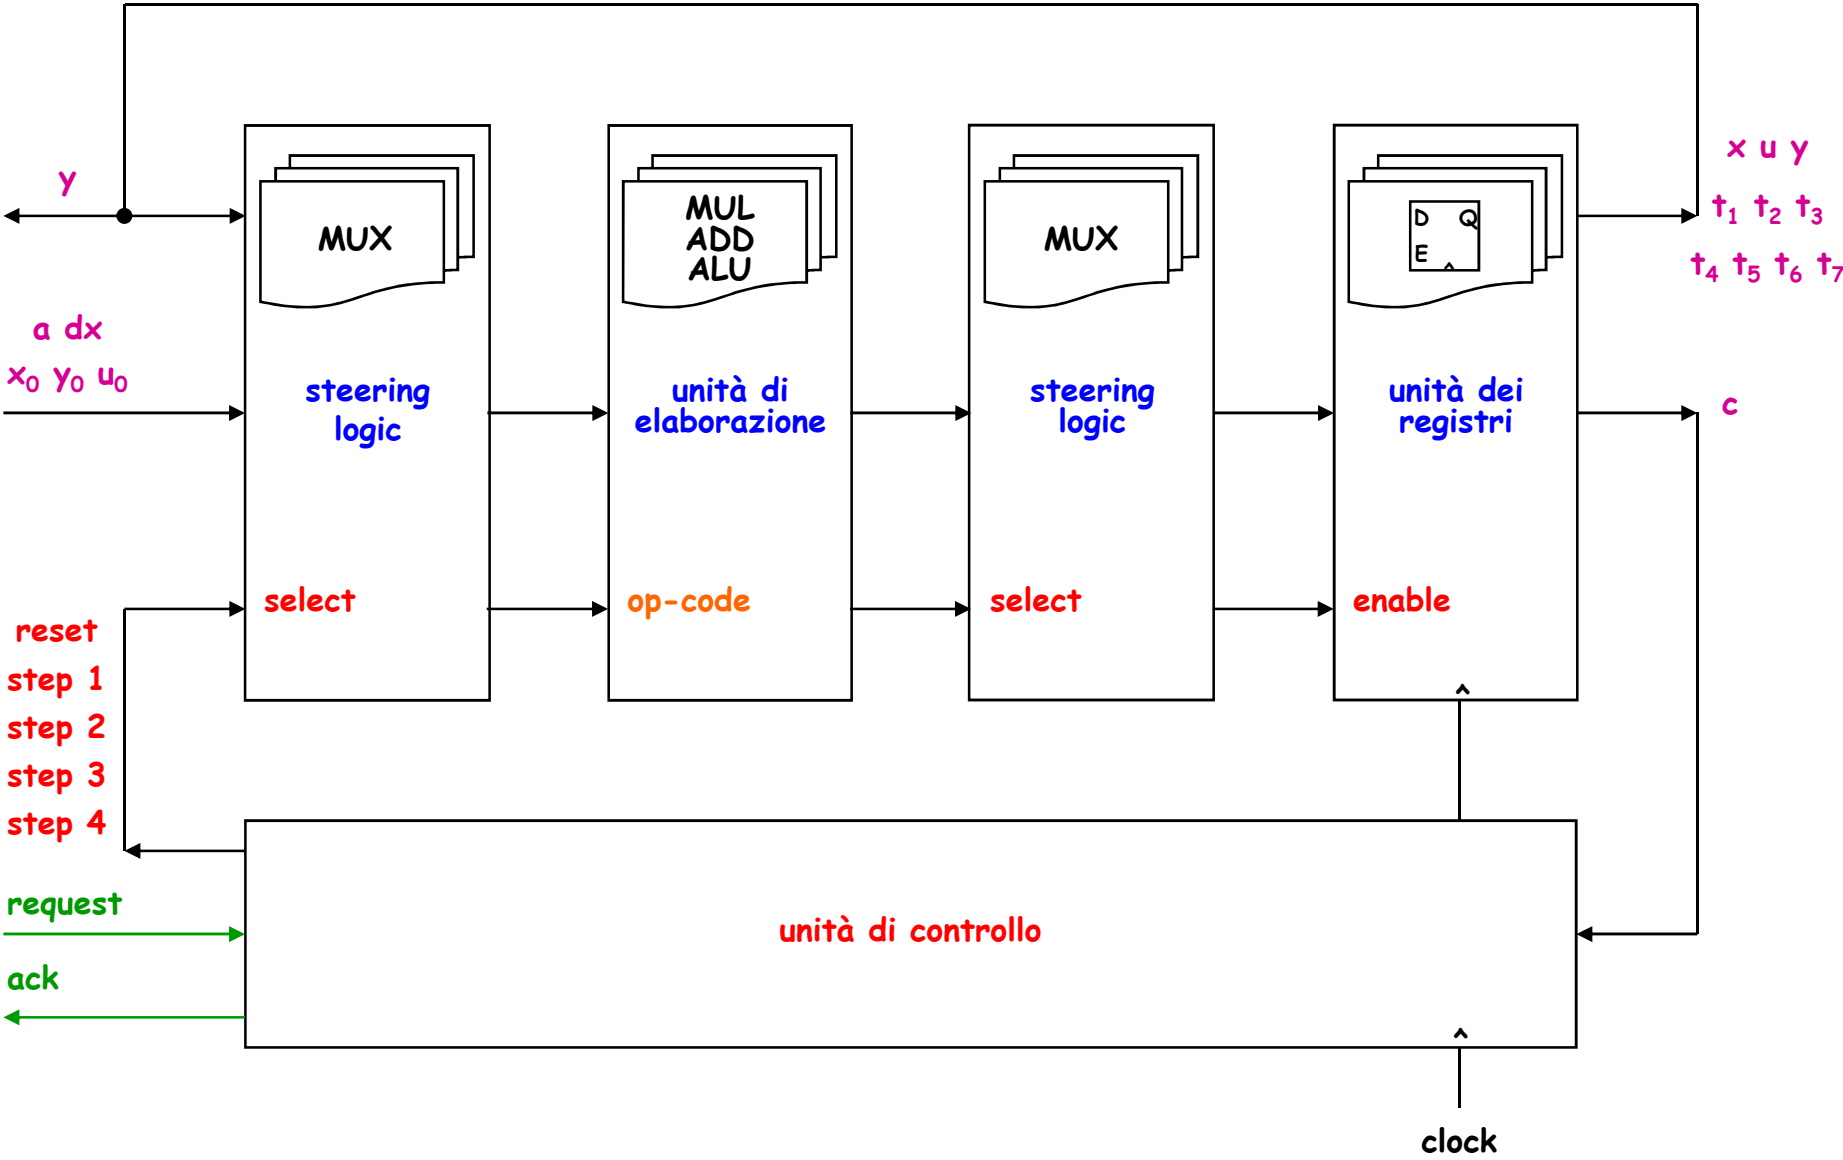 y
a dx
x₀ y₀ u₀
MUX
steering
logic
select
MUL
ADD
ALU
unità di
elaborazione
op-code
MUX
steering
logic
select
D Q
E
unità dei
registri
enable
x u y
t₁ t₂ t₃
t₄ t₅ t₆ t₇
c
reset
step 1
step 2
step 3
step 4
request
ack
unità di controllo
clock